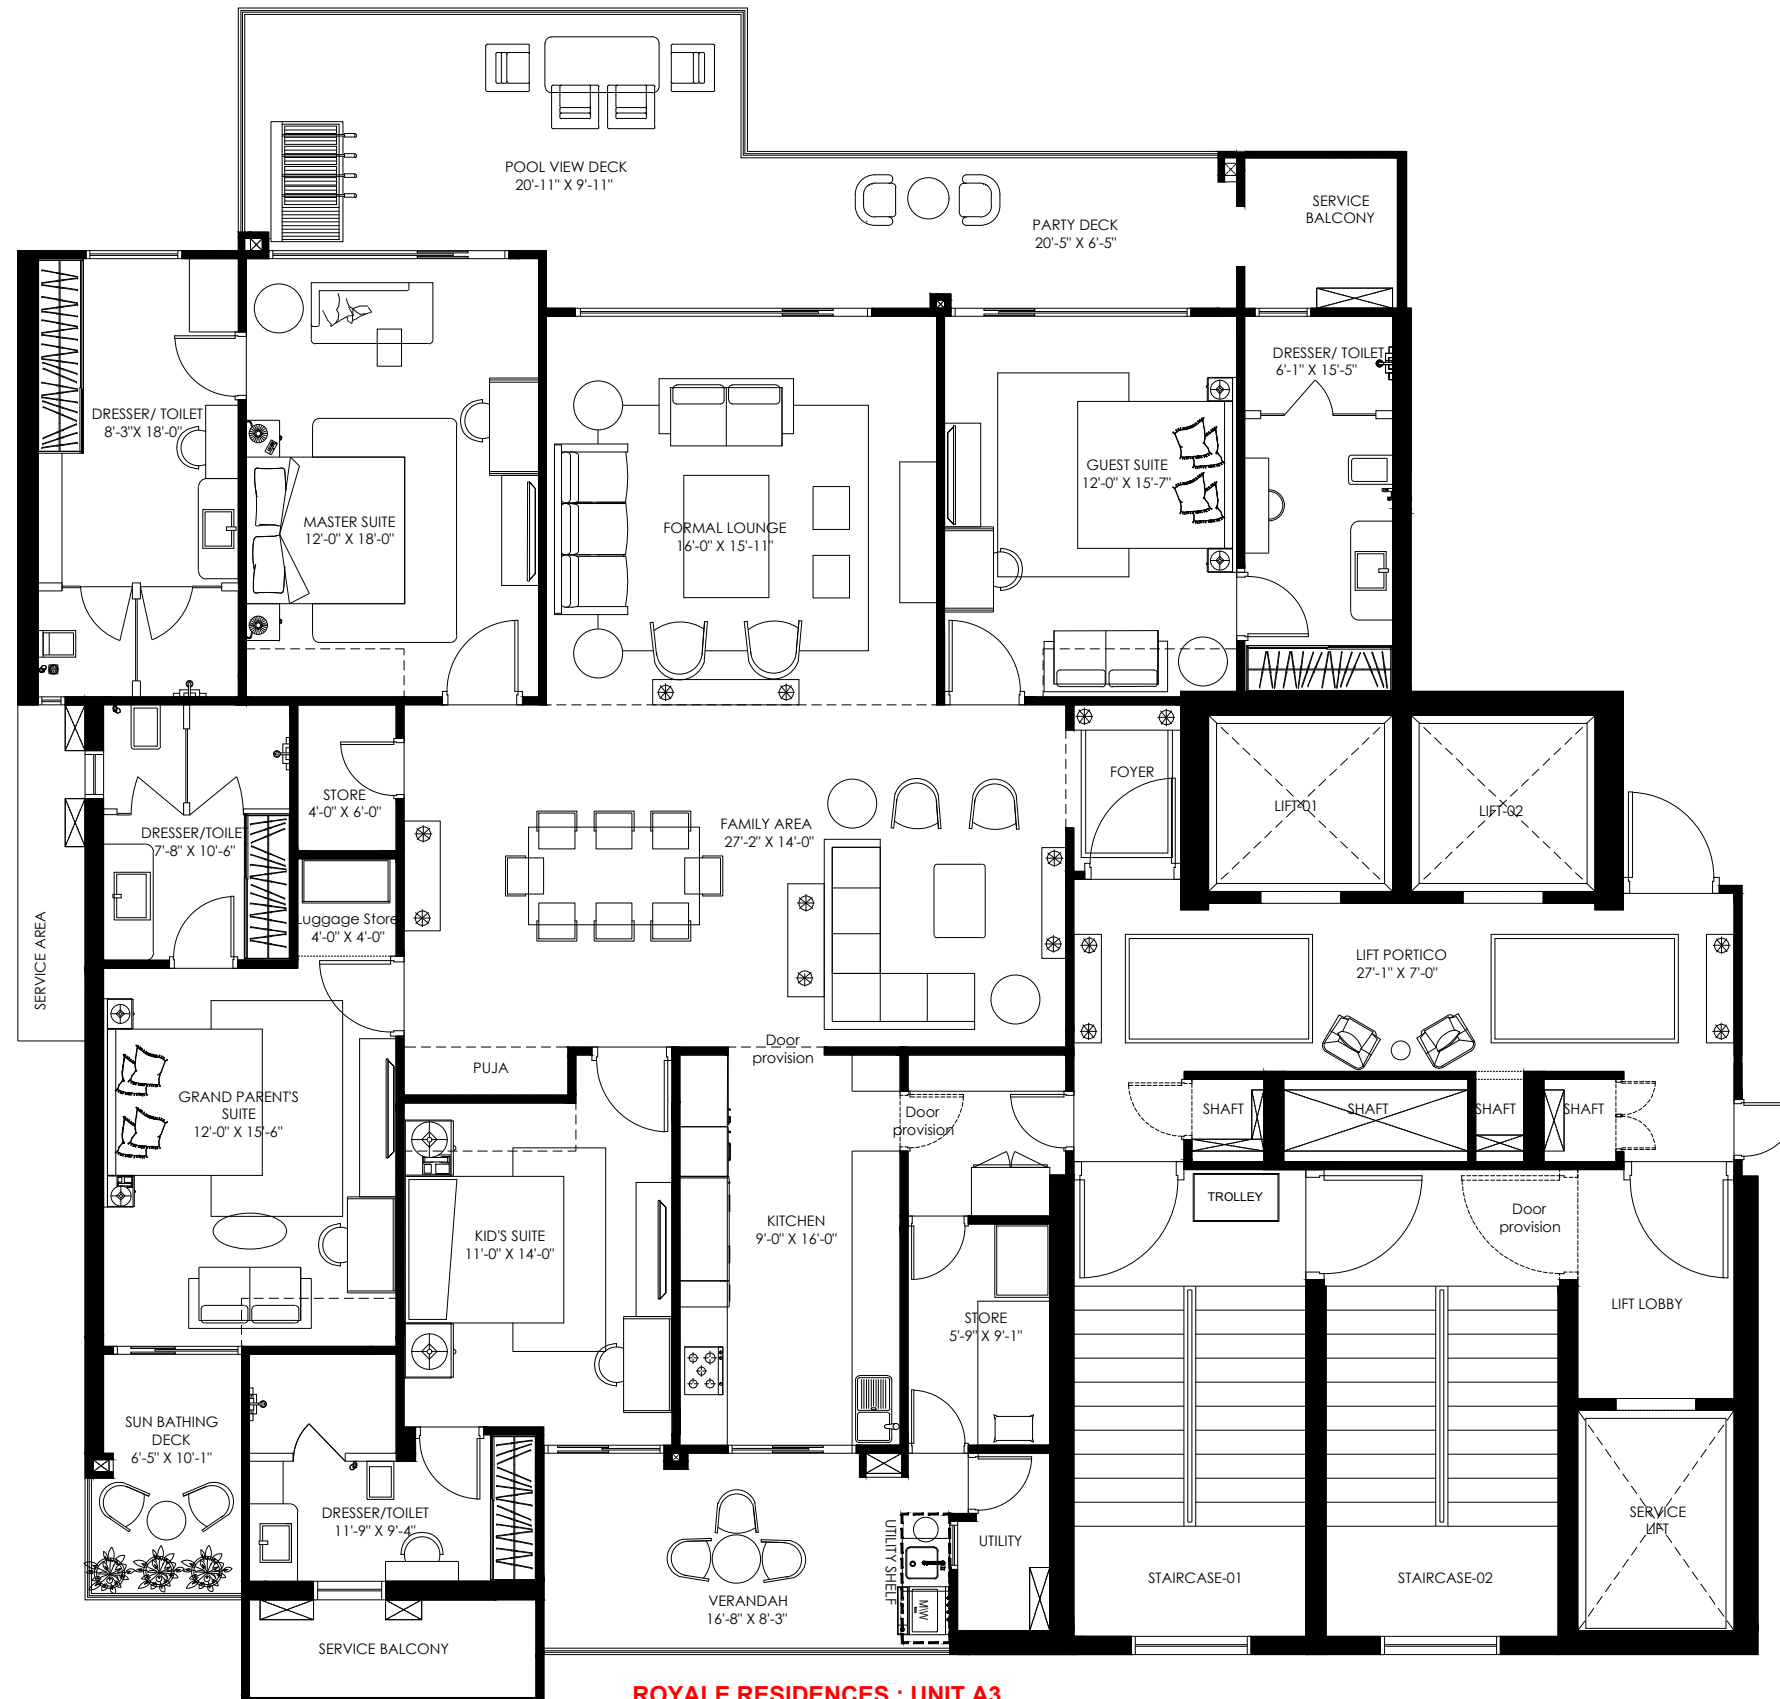 POOL VIEW DECK
20'-11" X 9'-11"
SERVICE
BALCONY
PARTY DECK
20'-5" X 6'-5"
DRESSER/ TOILET
6'-1" X 15'-5"
DRESSER/ TOILET
8'-3"X 18'-0"
GUEST SUITE
12'-0" X 15'-7"
MASTER SUITE
12'-0" X 18'-0"
FORMAL LOUNGE
16'-0" X 15'-11"
FOYER
STORE
4'-0" X 6'-0"
LIFT-01
LIFT-02
FAMILY AREA
27'-2" X 14'-0"
DRESSER/TOILET
7'-8" X 10'-6"
Luggage Store
4'-0" X 4'-0"
SERVICE AREA
LIFT PORTICO
27'-1" X 7'-0"
Door
provision
PUJA
GRAND PARENT'S
SUITE
12'-0" X 15'-6"
Door
provision
SHAFT
SHAFT
SHAFT
SHAFT
TROLLEY
Door
provision
KITCHEN
9'-0" X 16'-0"
KID'S SUITE
11'-0" X 14'-0"
LIFT LOBBY
STORE
5'-9" X 9'-1"
SUN BATHING
DECK
6'-5" X 10'-1"
DRESSER/TOILET
11'-9" X 9'-4"
UTILITY SHELF
UTILITY
SERVICE
LIFT
STAIRCASE-01
STAIRCASE-02
VERANDAH
16'-8" X 8'-3"
MW
SERVICE BALCONY
ROYALE RESIDENCES : UNIT A3